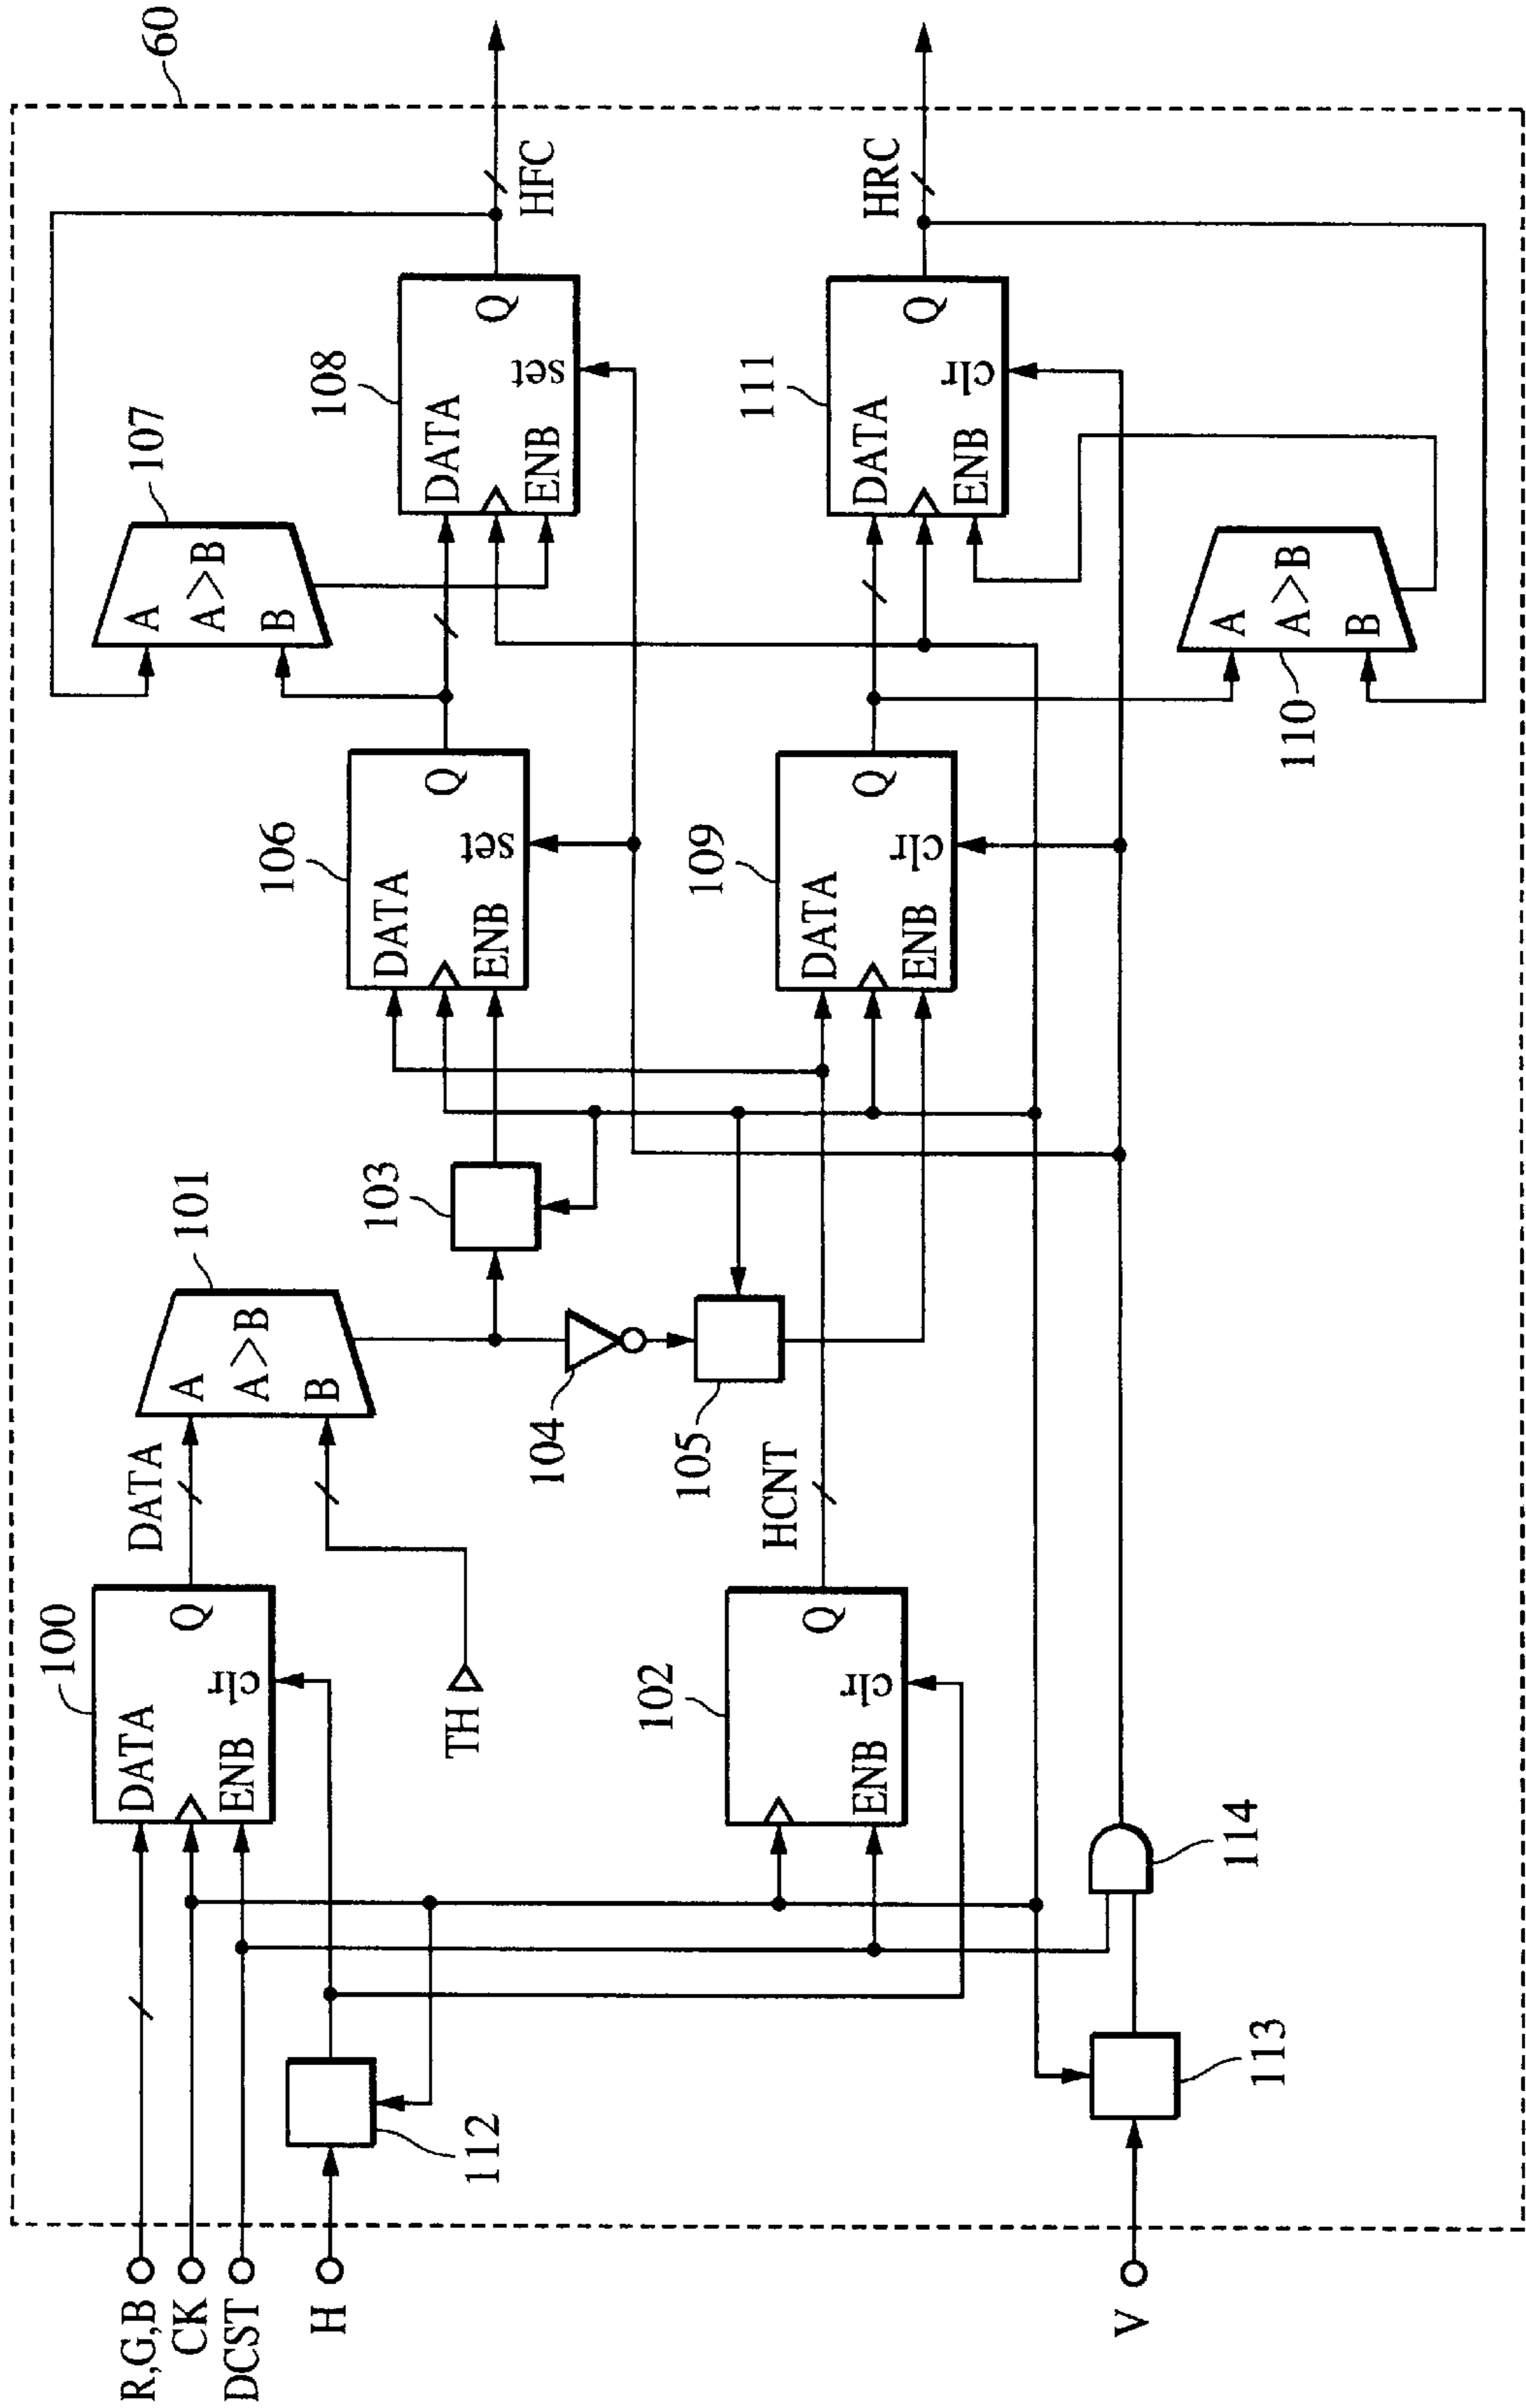 60
R,G,B
CK
DCST
H
V
100
DATA
ENB
clr
Q
DATA
TH
101
A
A>B
B
102
ENB
clr
Q
HCNT
103
104
105
106
DATA
ENB
set
Q
107
A
A>B
B
108
DATA
ENB
set
Q
HFC
109
DATA
ENB
clr
Q
110
A
A>B
B
111
DATA
ENB
clr
Q
HRC
112
113
114